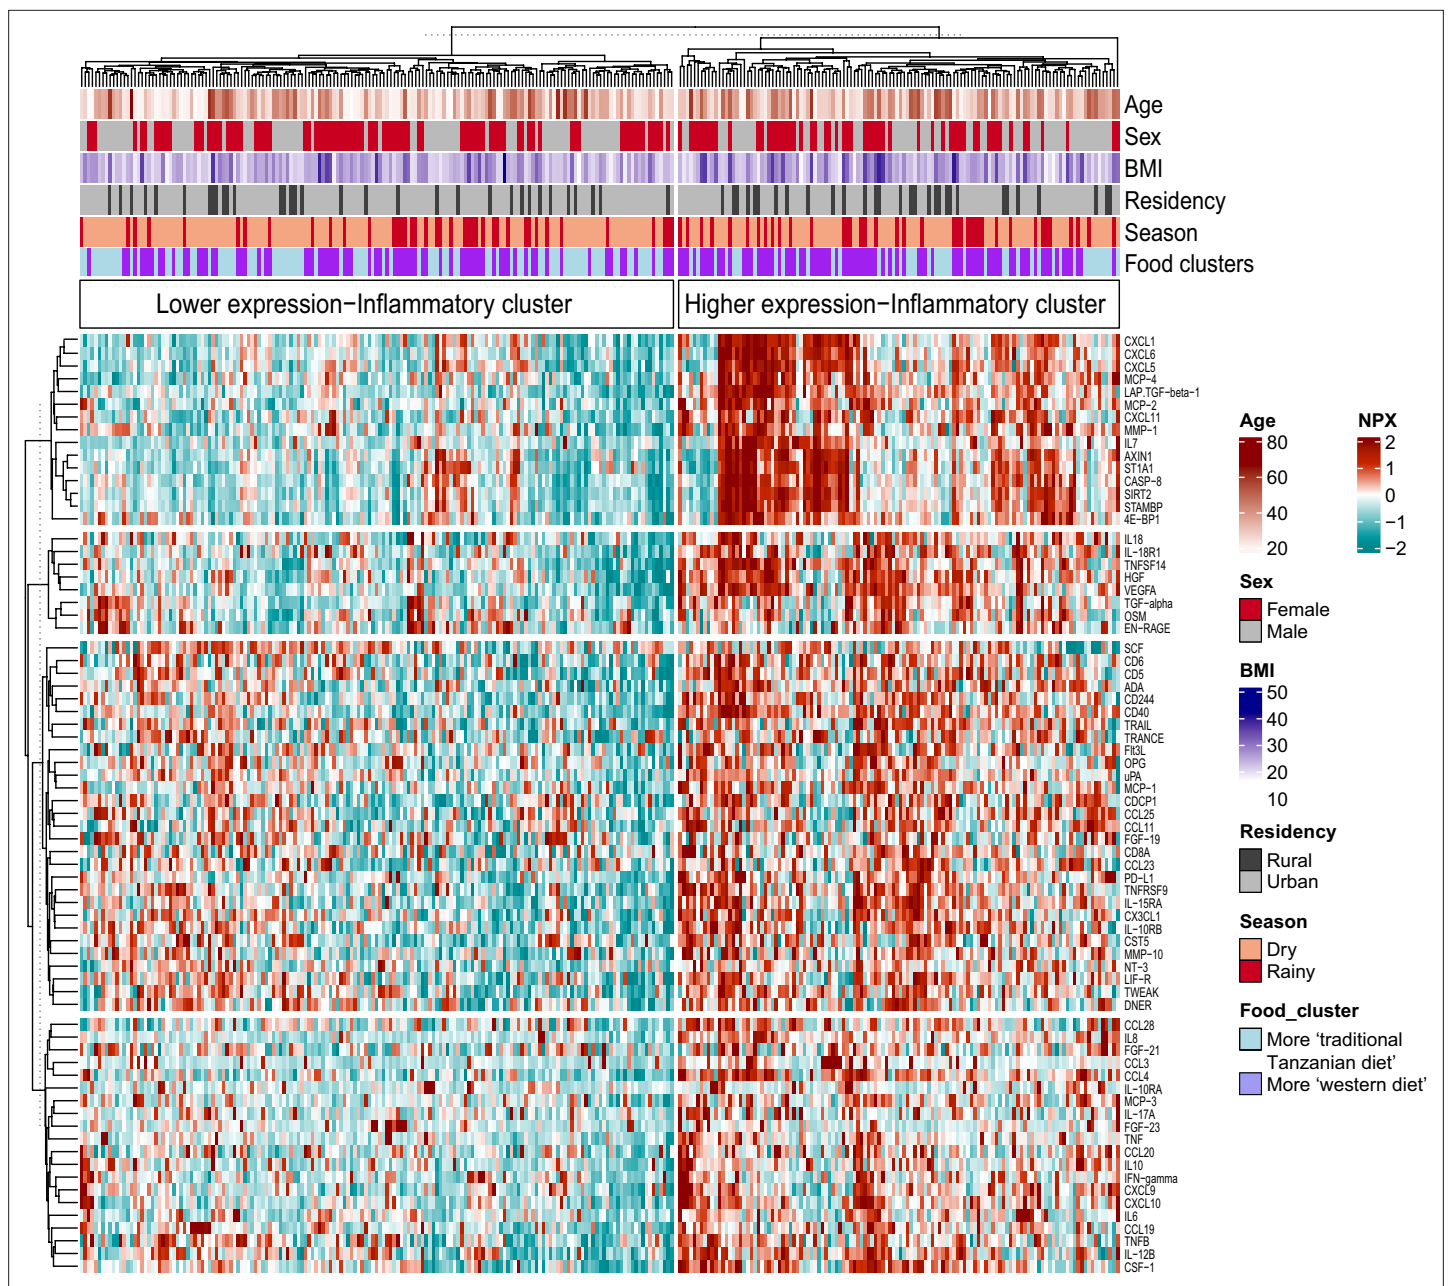 Age
Sex
BMI
Residency
Season
Food clusters
Lower expression−Inflammatory cluster
Higher expression−Inflammatory cluster
CXCL1
CXCL6
CXCL5
MCP−4
LAP.TGF−beta−1
MCP−2
CXCL11
MMP−1
IL7
AXIN1
ST1A1
CASP−8
SIRT2
STAMBP
4E−BP1
IL18
IL−18R1
TNFSF14
HGF
VEGFA
TGF−alpha
OSM
EN−RAGE
SCF
CD6
CD5
ADA
CD244
CD40
TRAIL
TRANCE
Flt3L
OPG
uPA
MCP−1
CDCP1
CCL25
CCL11
FGF−19
CD8A
CCL23
PD−L1
TNFRSF9
IL−15RA
CX3CL1
IL−10RB
CST5
MMP−10
NT−3
LIF−R
TWEAK
DNER
CCL28
IL8
FGF−21
CCL3
CCL4
IL−10RA
MCP−3
IL−17A
FGF−23
TNF
CCL20
IL10
IFN−gamma
CXCL9
CXCL10
IL6
CCL19
TNFB
IL−12B
CSF−1
Age
80
60
40
20
NPX
2
1
0
−1
−2
Sex
Female
Male
BMI
50
40
30
20
10
Residency
Rural
Urban
Season
Dry
Rainy
Food_cluster
More ‘traditional
Tanzanian diet’
More ‘western diet’